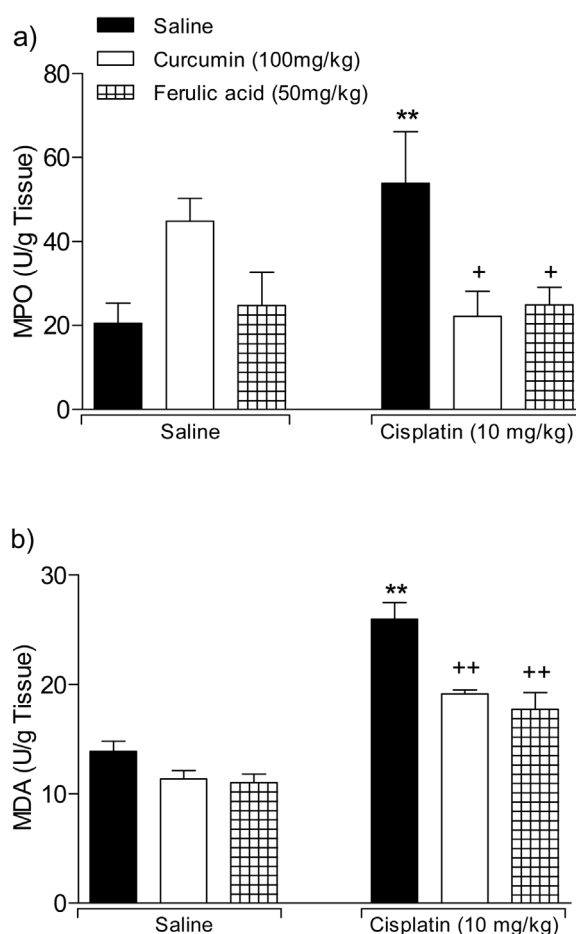 a)
Saline
Curcumin (100mg/kg)
Ferulic acid (50mg/kg)
MPO (U/g Tissue)
80
60
40
20
0
**
+
+
Saline
Cisplatin (10 mg/kg)
b)
MDA (U/g Tissue)
30
20
10
0
**
++
++
Saline
Cisplatin (10 mg/kg)